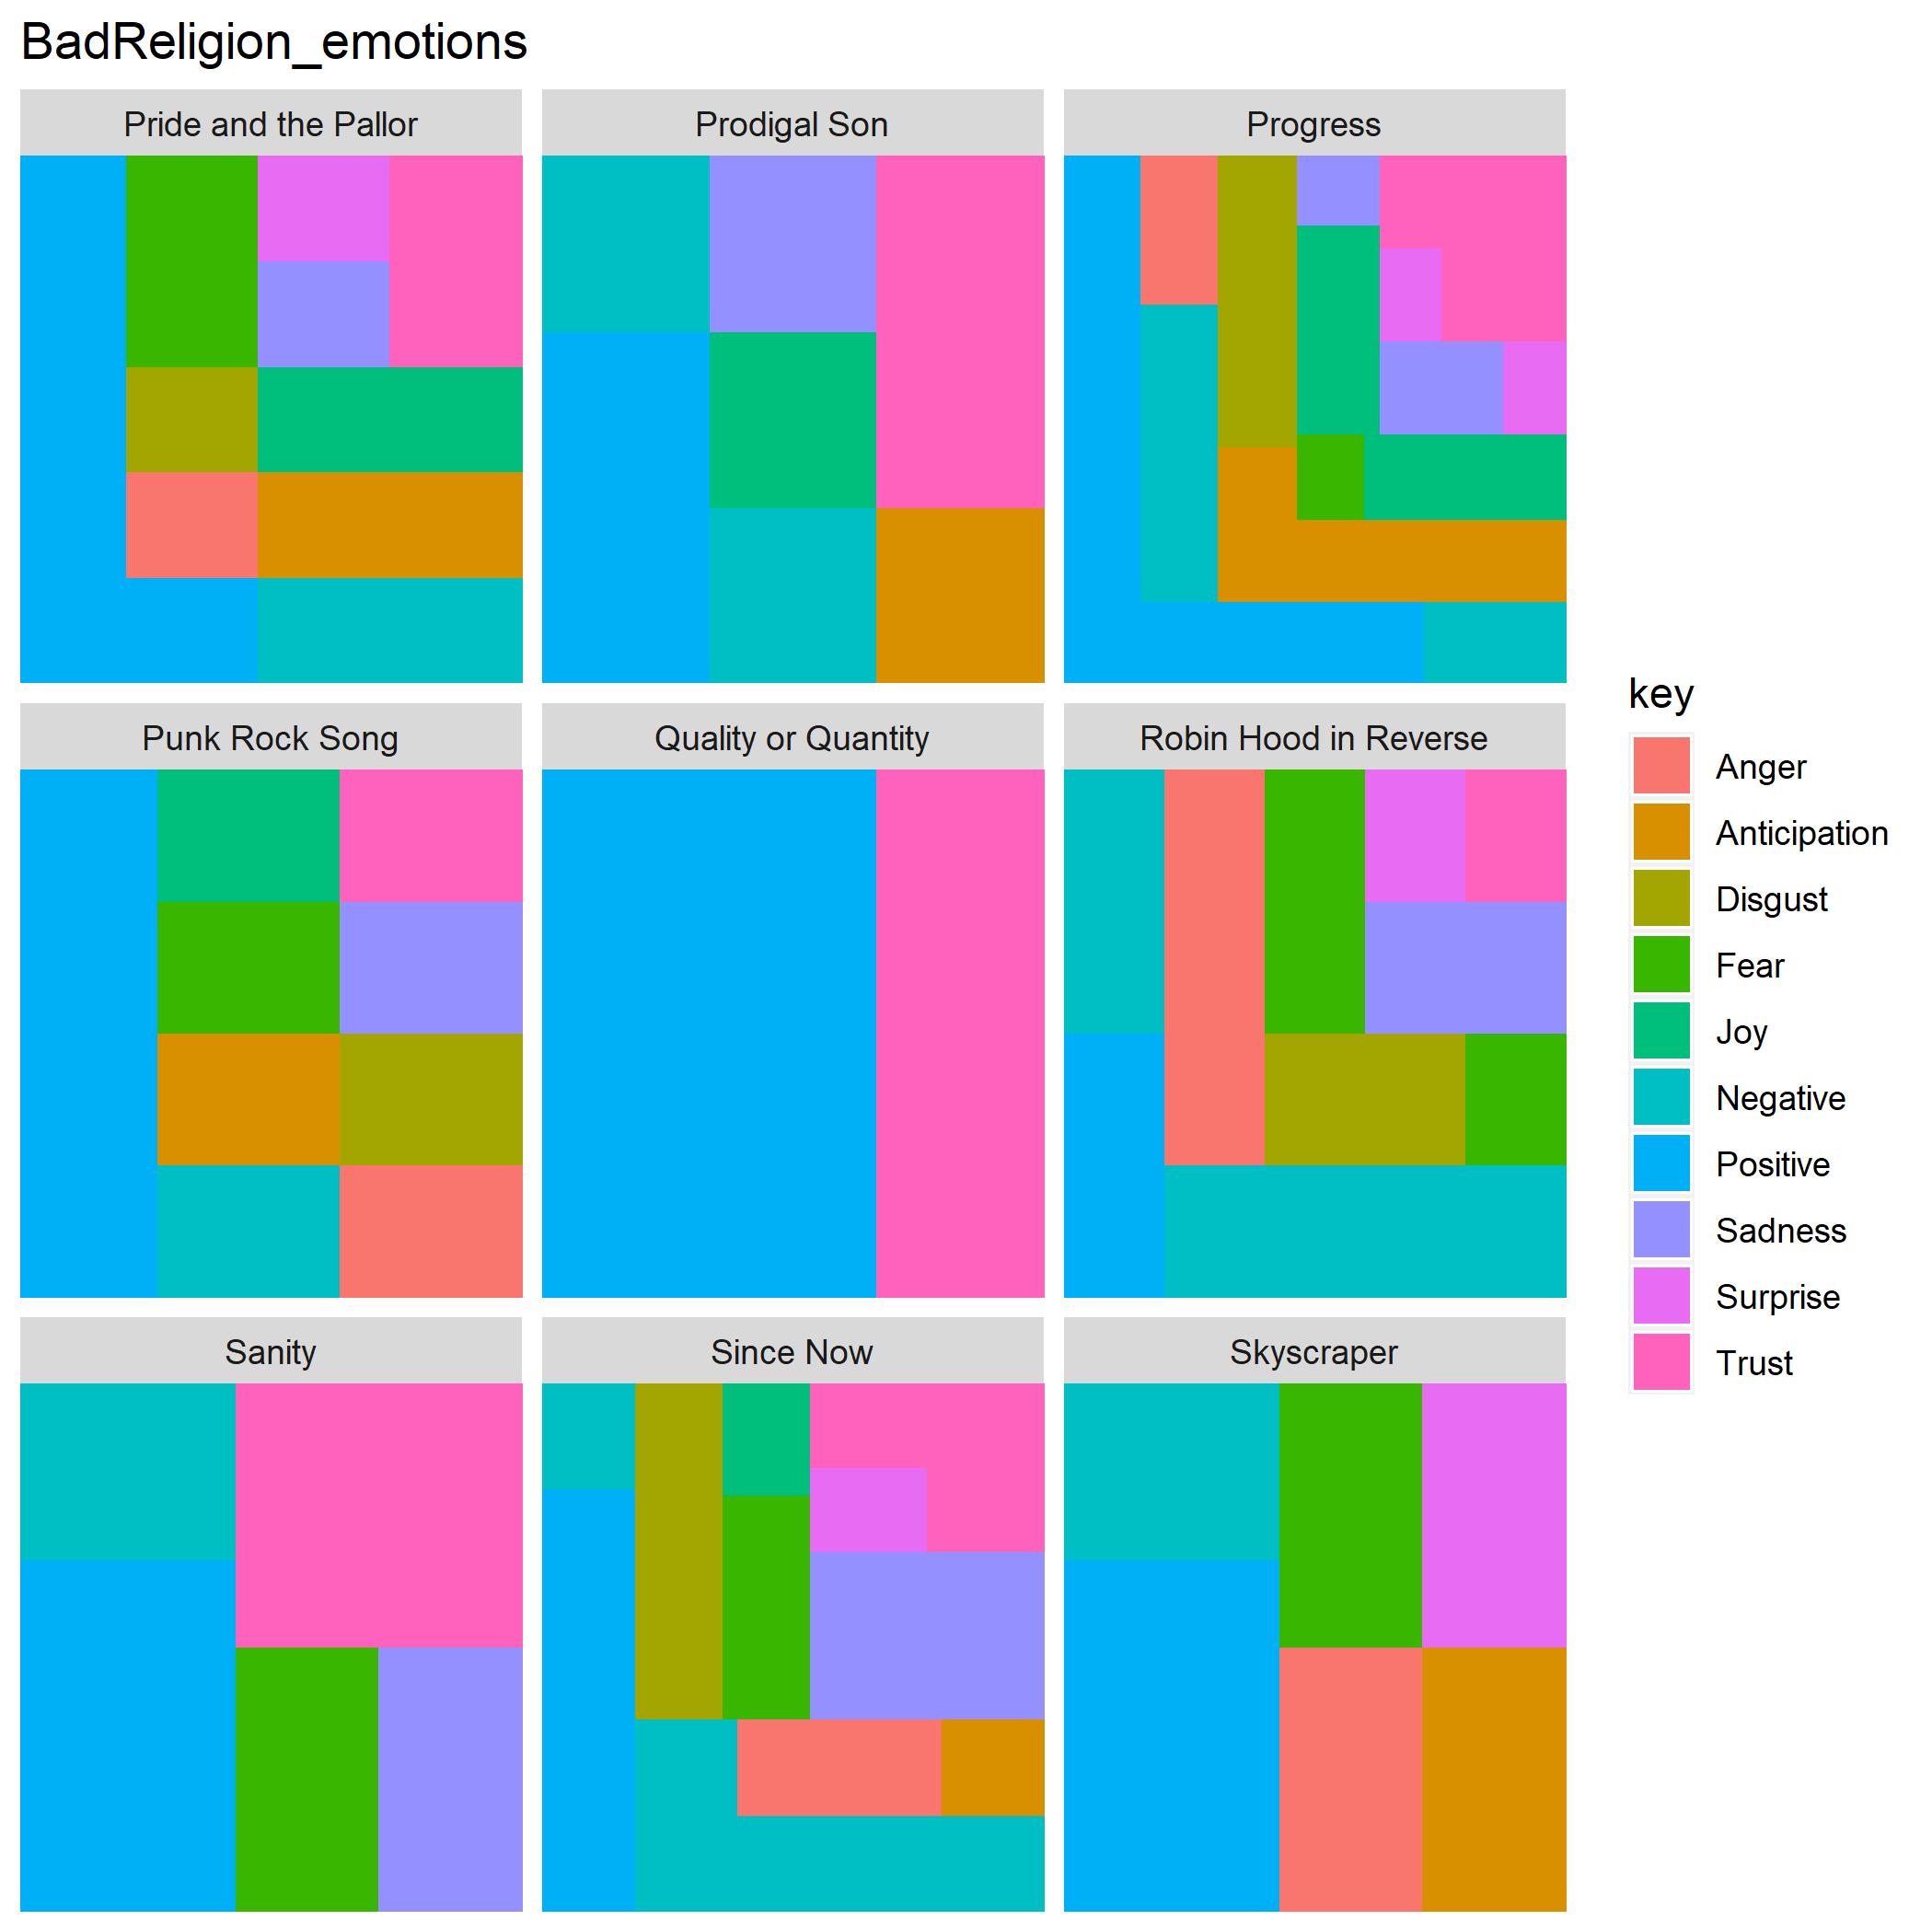 BadReligion_emotions
Pride and the Pallor
Prodigal Son
Progress
Punk Rock Song
Quality or Quantity
Robin Hood in Reverse
Sanity
Since Now
Skyscraper
key
Anger
Anticipation
Disgust
Fear
Joy
Negative
Positive
Sadness
Surprise
Trust